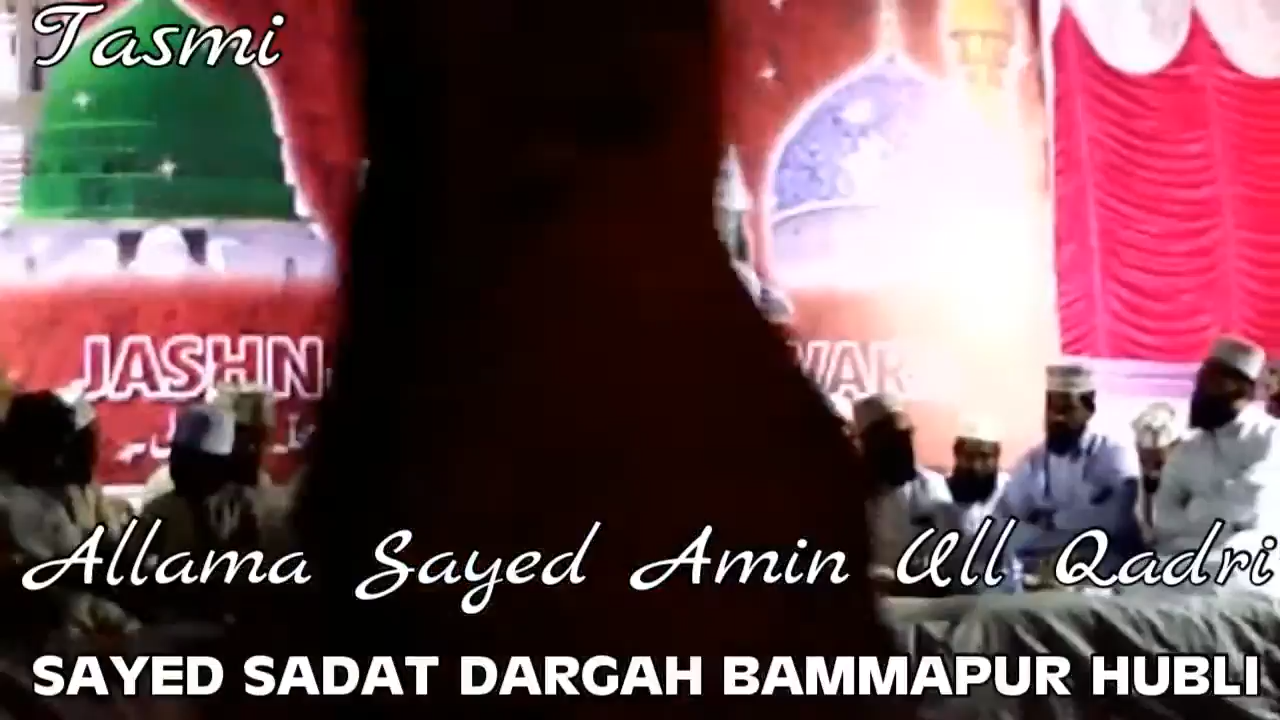 Tasmi
JASHN
Allama Sayed Amin Ull Qadri
SAYED SADAT DARGAH BAMMAPUR HUBLI